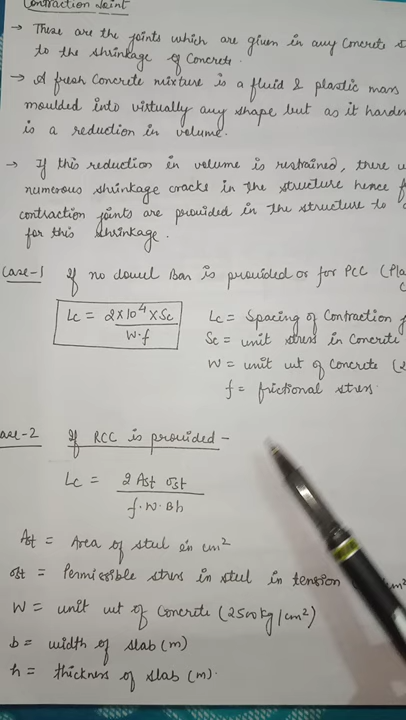 Contraction Joint
→ These are the joints which are given in any Concrete
to the shrinkage of Concrete.
→ A fresh Concrete mixture is a fluid & plastic mass
moulded into virtually any shape but as it harden
is a reduction in volume.
→ If this reduction in volume is restrained, there
numerous shrinkage cracks in the structure hence
contraction joints are provided in the structure to
for this shrinkage.
Case-1 If no dowel Bar is provided or for PCC (Pla
Lc = 2×10⁴×Sc / W.f
Lc = Spacing of Contraction
Sc = unit stress in Concrete
W = unit wt of Concrete (2
f = frictional stress.
ase-2 If RCC is provided -
Lc = 2 Ast σst / f.W.Bh
Ast = Area of steel in cm²
σst = Permissible stress in steel in tension cm²
W = unit wt of Concrete (2500kg/cm²)
b = width of slab (m)
h = thickness of slab (m).